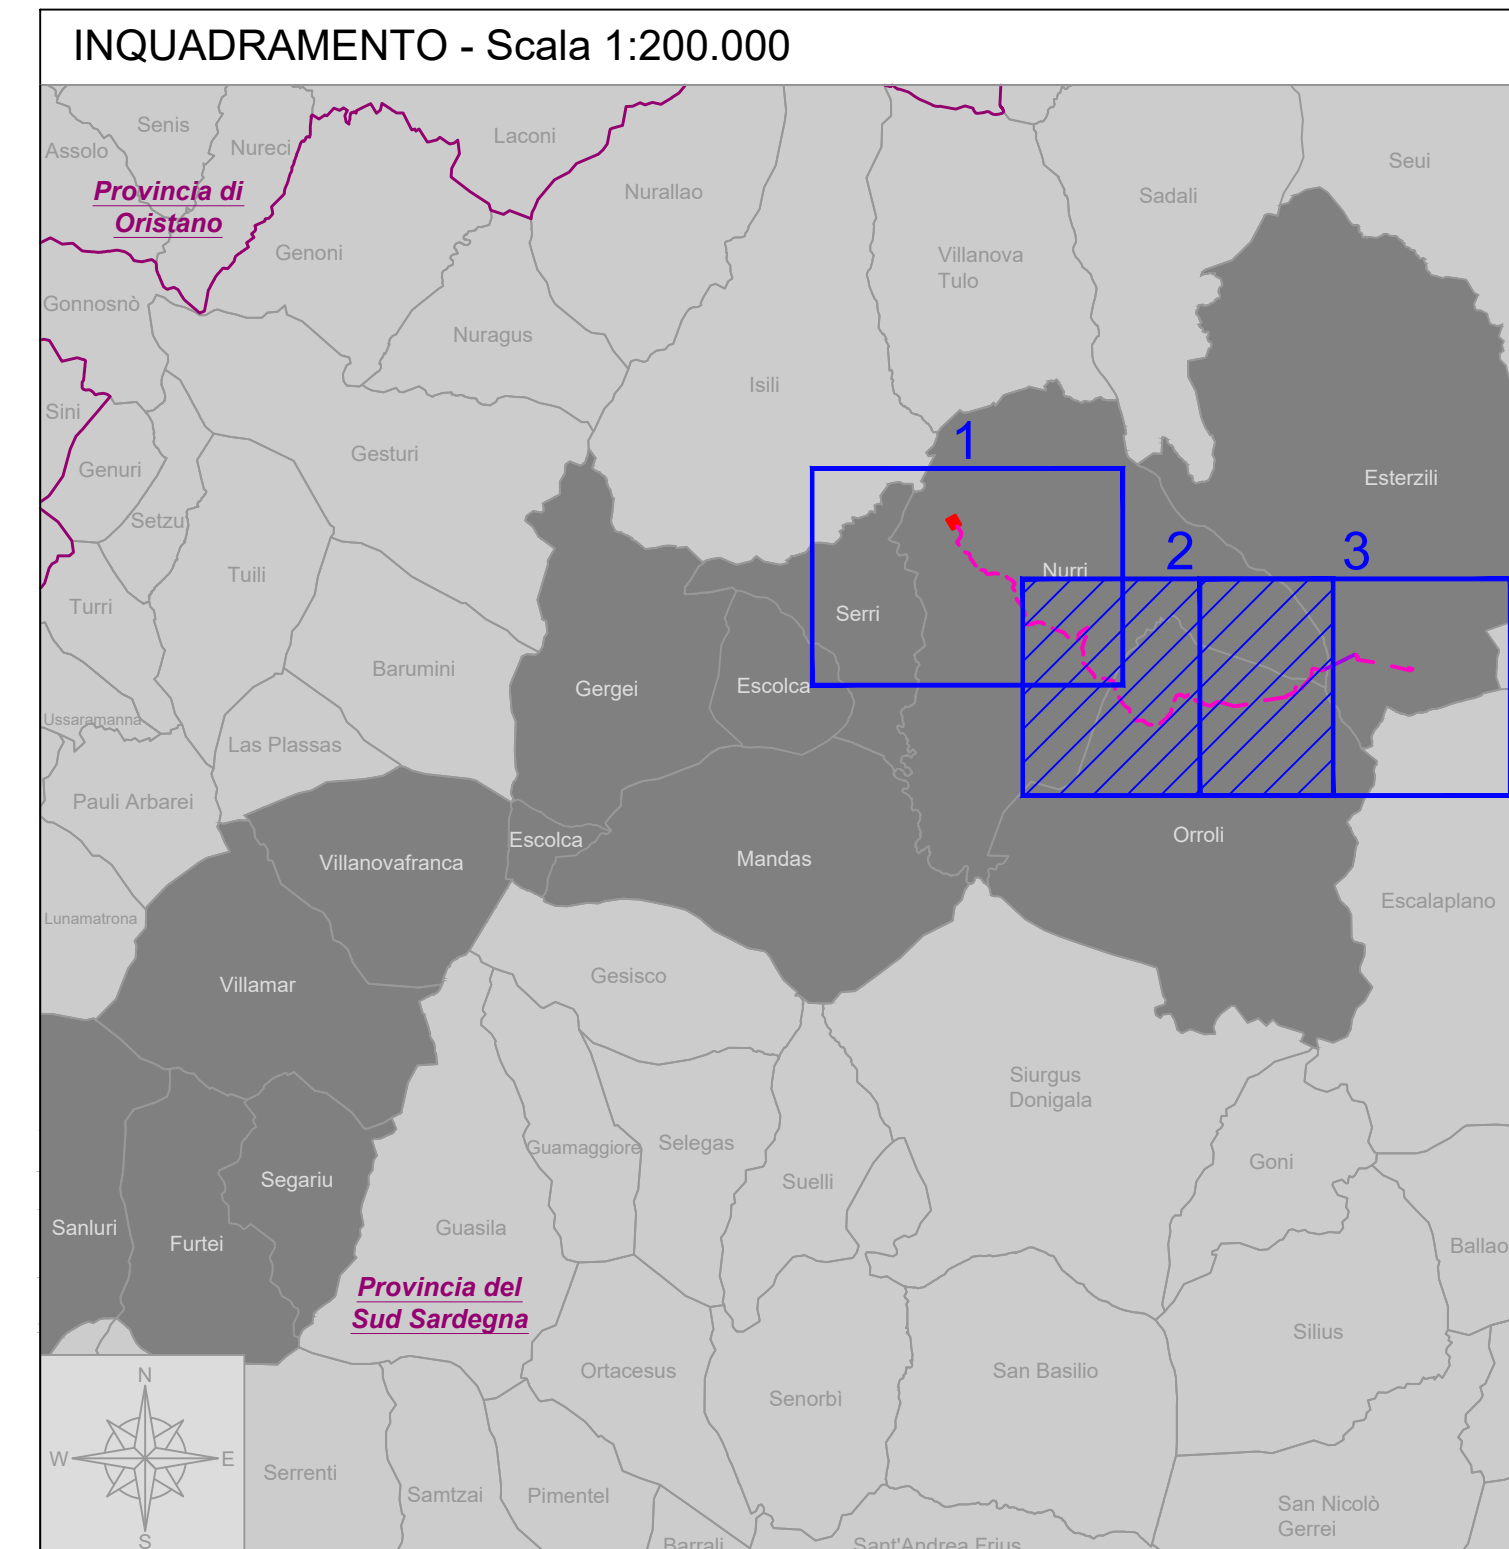 INQUADRAMENTO - Scala 1:200.000
Senis
Laconi
Assolo
Nureci
Seui
Provincia di
Oristano
Nurallao
Sadali
Genoni
Villanova
Tulo
Gonnosnò
Nuragus
Isili
Sini
1
Gesturi
Genuri
Esterzili
Setzu
2
3
Tuili
Nurri
Turri
Serri
Barumini
Gergei
Escolca
Ussaramanna
Las Plassas
Pauli Arbarei
Orroli
Escolca
Villanovafranca
Mandas
Escalaplano
Lunamatrona
Villamar
Gesisco
Siurgus
Donigala
Guamaggiore
Selegas
Goni
Segariu
Suelli
Sanluri
Guasila
Furtei
Ballao
Provincia del
Sud Sardegna
Silius
Ortacesus
San Basilio
N
Senorbì
W
E
Serrenti
Samtzai
Pimentel
San Nicolò
Gerrei
S
Barrali
Sant'Andrea Frius